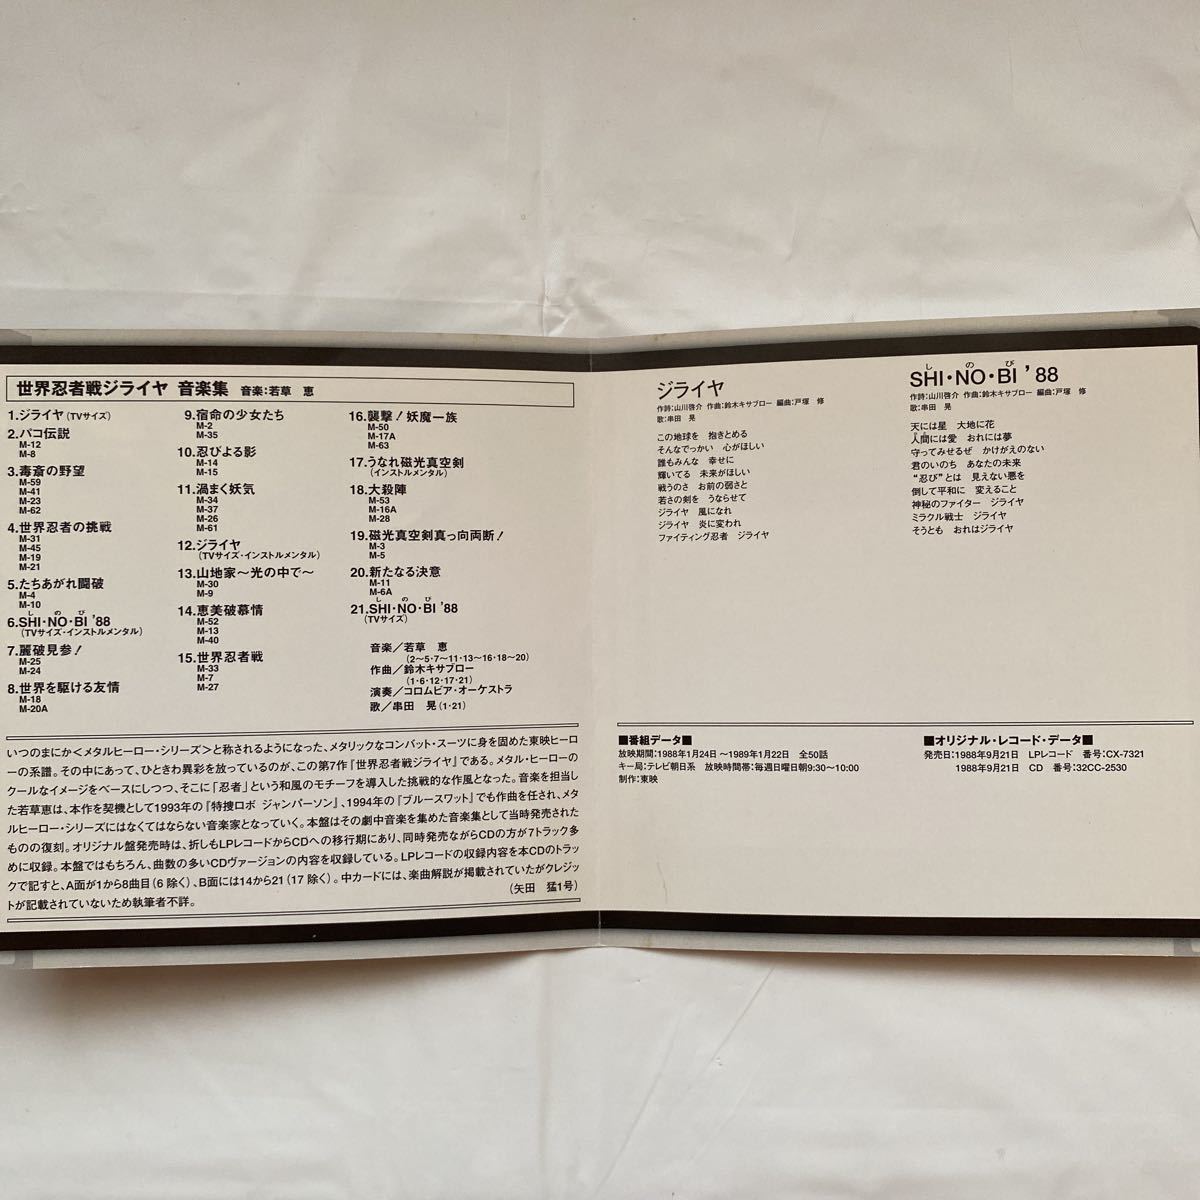 世界忍者戦ジライヤ 音楽集 音楽:若草 恵
1.ジライヤ(TVサイズ)
2.パコ伝説
M-12
M-8
3.毒斎の野望
M-59
M-41
M-23
M-62
4.世界忍者の挑戦
M-31
M-45
M-19
M-21
5.たちあがれ闘破
M-4
M-10
し の び
6.SHI・NO・BI '88
(TVサイズ・インストルメンタル)
7.麗破見参!
M-25
M-24
8.世界を駆ける友情
M-18
M-20A
9.宿命の少女たち
M-2
M-35
10.忍びよる影
M-14
M-15
11.渦まく妖気
M-34
M-37
M-26
M-61
12.ジライヤ
(TVサイズ・インストルメンタル)
13.山地家〜光の中で〜
M-30
M-9
14.恵美破慕情
M-52
M-13
M-40
15.世界忍者戦
M-33
M-7
M-27
16.襲撃!妖魔一族
M-50
M-17A
M-63
17.うなれ磁光真空剣
(インストルメンタル)
18.大殺陣
M-53
M-16A
M-28
19.磁光真空剣真っ向両断!
M-3
M-5
20.新たなる決意
M-11
M-6A
し の び
21.SHI・NO・BI '88
(TVサイズ)
音楽/若草 恵
(2〜5・7〜11・13〜16・18〜20)
作曲/鈴木キサブロー
(1・6・12・17・21)
演奏/コロムビア・オーケストラ
歌/串田 晃(1・21)
いつのまにか<メタルヒーロー・シリーズ>と称されるようになった、メタリックなコンバット・スーツに身を固めた東映ヒーロ
ーの系譜。その中にあって、ひときわ異彩を放っているのが、この第7作『世界忍者戦ジライヤ』である。メタル・ヒーローの
クールなイメージをベースにしつつ、そこに「忍者」という和風のモチーフを導入した挑戦的な作風となった。音楽を担当し
た若草恵は、本作を契機として1993年の『特捜ロボ ジャンパーソン』、1994年の『ブルースワット』でも作曲を任され、メタ
ルヒーロー・シリーズにはなくてはならない音楽家となっていく。本盤はその劇中音楽を集めた音楽集として当時発売された
ものの復刻。オリジナル盤発売時は、折しもLPレコードからCDへの移行期にあり、同時発売ながらCDの方が7トラック多
めに収録。本盤ではもちろん、曲数の多いCDヴァージョンの内容を収録している。LPレコードの収録内容を本CDのトラッ
クで記すと、A面が1から8曲目(6除く)、B面には14から21(17除く)。中カードには、楽曲解説が掲載されていたがクレジッ
トが記載されていないため執筆者不詳。
(矢田 猛1号)
ジライヤ
作詩:山川啓介 作曲:鈴木キサブロー 編曲:戸塚 修
歌:串田 晃
この地球を 抱きとめる
そんなでっかい 心がほしい
誰もみんな 幸せに
輝いてる 未来がほしい
戦うのさ お前の弱さと
若さの剣を うならせて
ジライヤ 風になれ
ジライヤ 炎に変われ
ファイティング忍者 ジライヤ
し の び
SHI・NO・BI '88
作詩:山川啓介 作曲:鈴木キサブロー 編曲:戸塚 修
歌:串田 晃
天には星 大地に花
人間には愛 おれには夢
守ってみせるぜ かけがえのない
君のいのち あなたの未来
“忍び”とは 見えない悪を
倒して平和に 変えること
神秘のファイター ジライヤ
ミラクル戦士 ジライヤ
そうとも おれはジライヤ
■番組データ■
放映期間:1988年1月24日〜1989年1月22日 全50話
キー局:テレビ朝日系 放映時間帯:毎週日曜日朝9:30〜10:00
制作:東映
■オリジナル・レコード・データ■
発売日:1988年9月21日 LPレコード 番号:CX-7321
1988年9月21日 CD 番号:32CC-2530